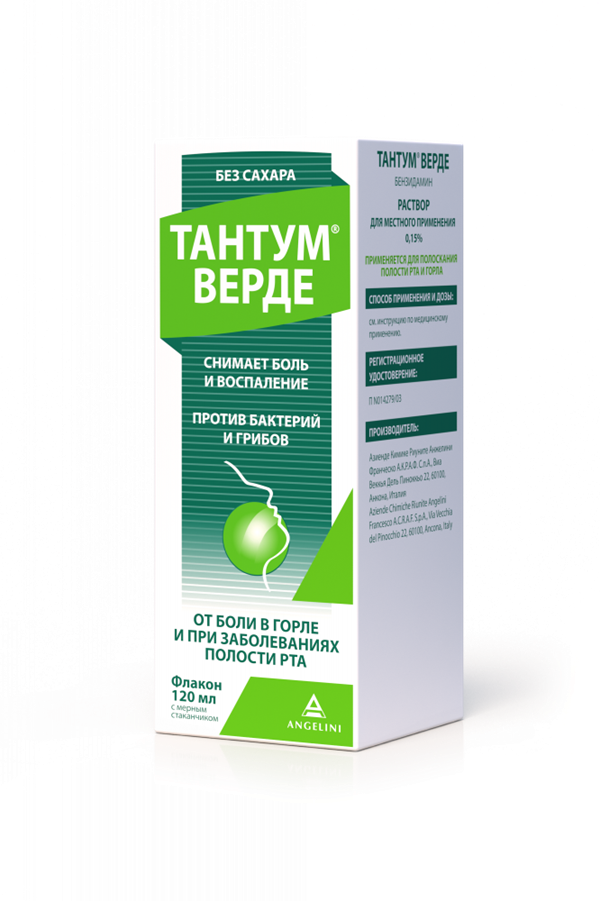 БЕЗ САХАРА
ТАНТУМ®
ВЕРДЕ
СНИМАЕТ БОЛЬ
И ВОСПАЛЕНИЕ
ПРОТИВ БАКТЕРИЙ
И ГРИБОВ
ОТ БОЛИ В ГОРЛЕ
И ПРИ ЗАБОЛЕВАНИЯХ
ПОЛОСТИ РТА
Флакон
120 мл
с мерным
стаканчиком
ANGELINI
ТАНТУМ® ВЕРДЕ
БЕНЗИДАМИН
РАСТВОР
ДЛЯ МЕСТНОГО ПРИМЕНЕНИЯ
0,15%
ПРИМЕНЯЕТСЯ ДЛЯ ПОЛОСКАНИЯ
ПОЛОСТИ РТА И ГОРЛА
СПОСОБ ПРИМЕНЕНИЯ И ДОЗЫ:
см. инструкцию по медицинскому
применению.
РЕГИСТРАЦИОННОЕ
УДОСТОВЕРЕНИЕ:
П N014279/03
ПРОИЗВОДИТЕЛЬ:
Азиенде Кимике Риуните Анжелини
Франческо А.К.Р.А.Ф. С.п.А., Виа
Веккья Дель Пинокьо 22, 60100,
Анкона, Италия
Aziende Chimiche Riunite Angelini
Francesco A.C.R.A.F. S.p.A., Via Vecchia
del Pinocchio 22, 60100, Ancona, Italy